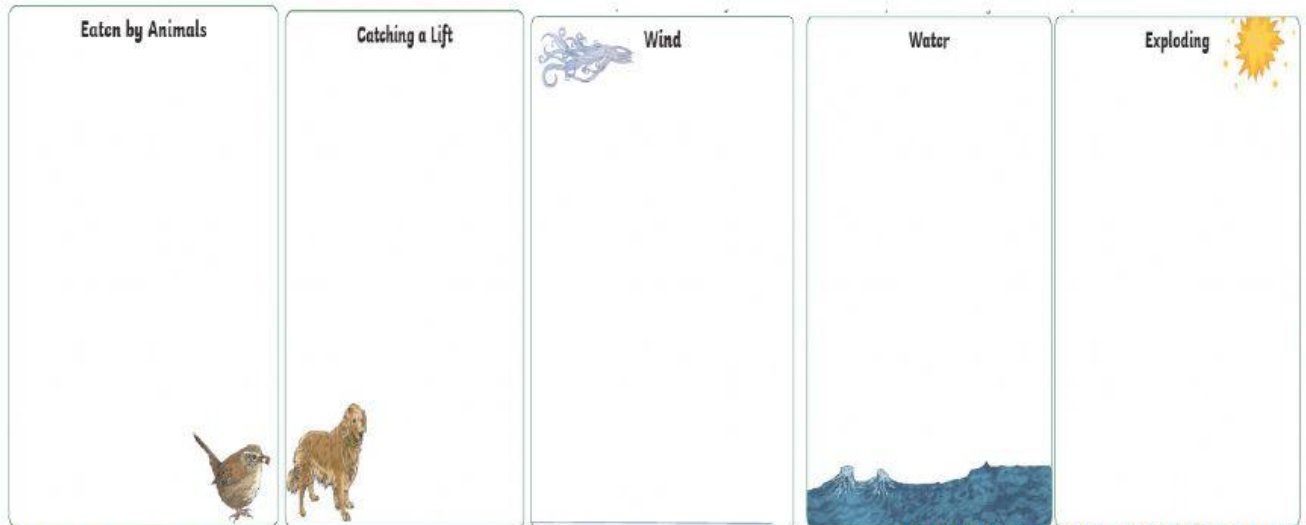 Eaten by Animals
Catching a Lift
Wind
Water
Exploding